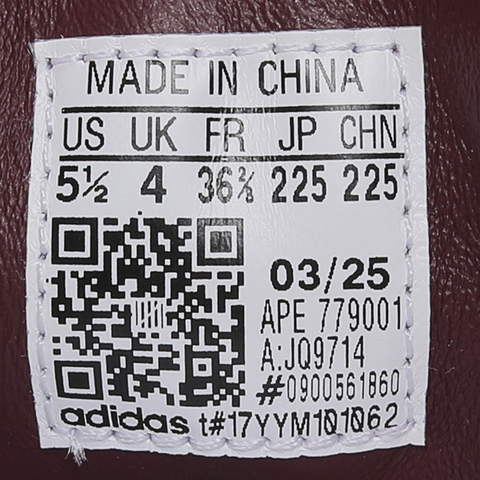 MADE IN CHINA
US UK FR JP CHN
5½ 4 36⅔ 225 225
03/25
APE 779001
A:JQ9714
#0900561860
adidas t#17YYM101062